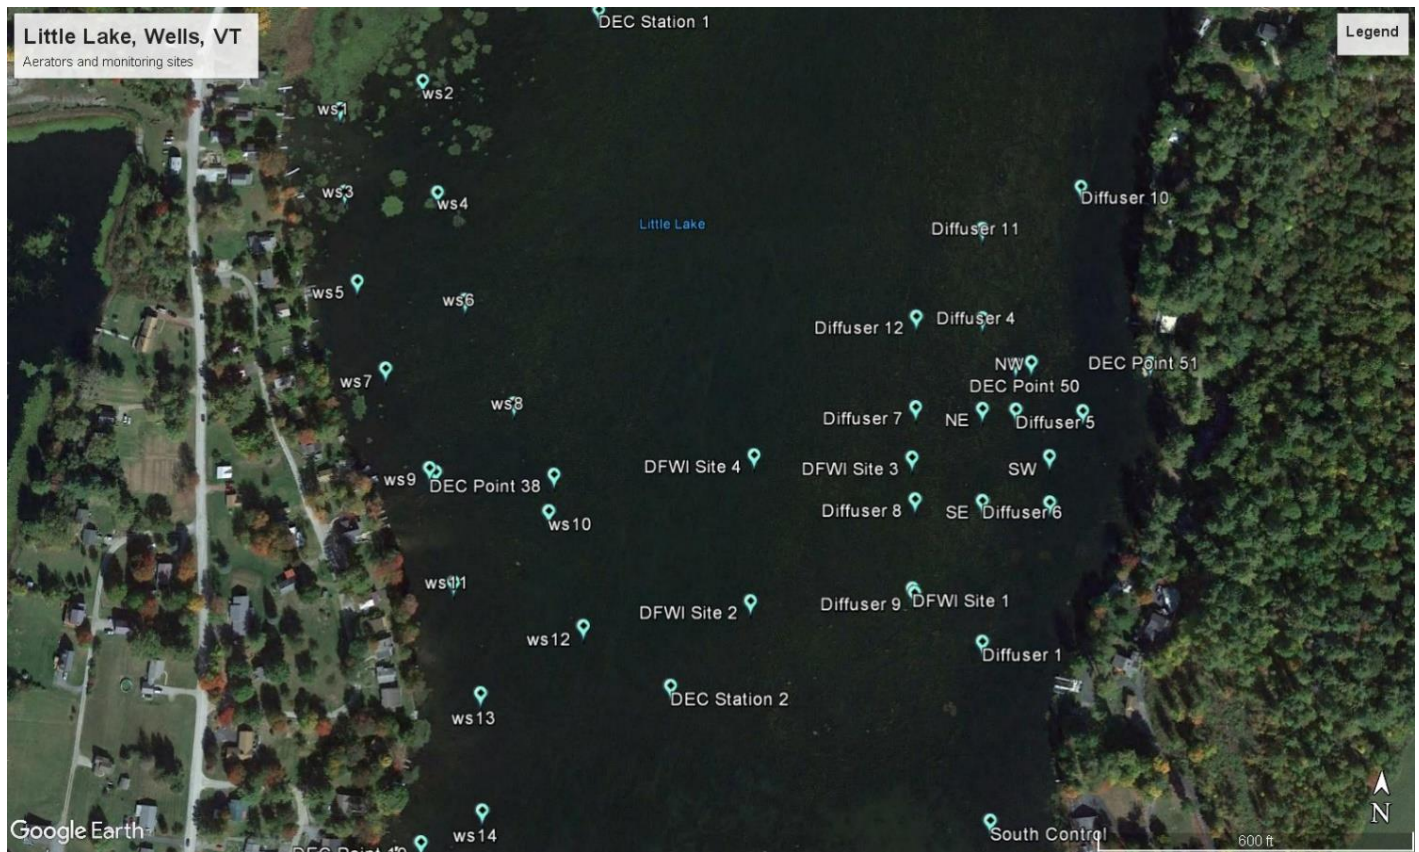 DEC Station 1
Little Lake, Wells, VT
Aerators and monitoring sites
Legend
ws2
ws1
ws3
ws4
Diffuser 10
Little Lake
Diffuser 11
ws5
ws6
Diffuser 12
Diffuser 4
NW
DEC Point 51
ws7
DEC Point 50
ws8
Diffuser 7
NE
Diffuser 5
DFWI Site 4
DFWI Site 3
SW
ws9
DEC Point 38
Diffuser 8
SE
Diffuser 6
ws10
ws11
Diffuser 9
DFWI Site 1
DFWI Site 2
ws12
Diffuser 1
DEC Station 2
ws13
N
Google Earth
ws14
South Control
600 ft
DEC Point